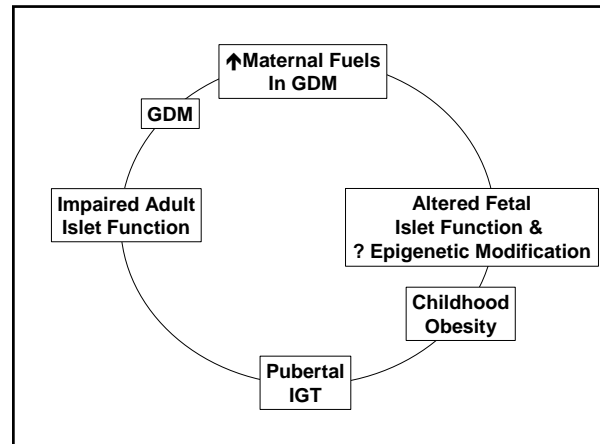 ↑Maternal Fuels
In GDM
GDM
Impaired Adult
Islet Function
Altered Fetal
Islet Function &
? Epigenetic Modification
Childhood
Obesity
Pubertal
IGT